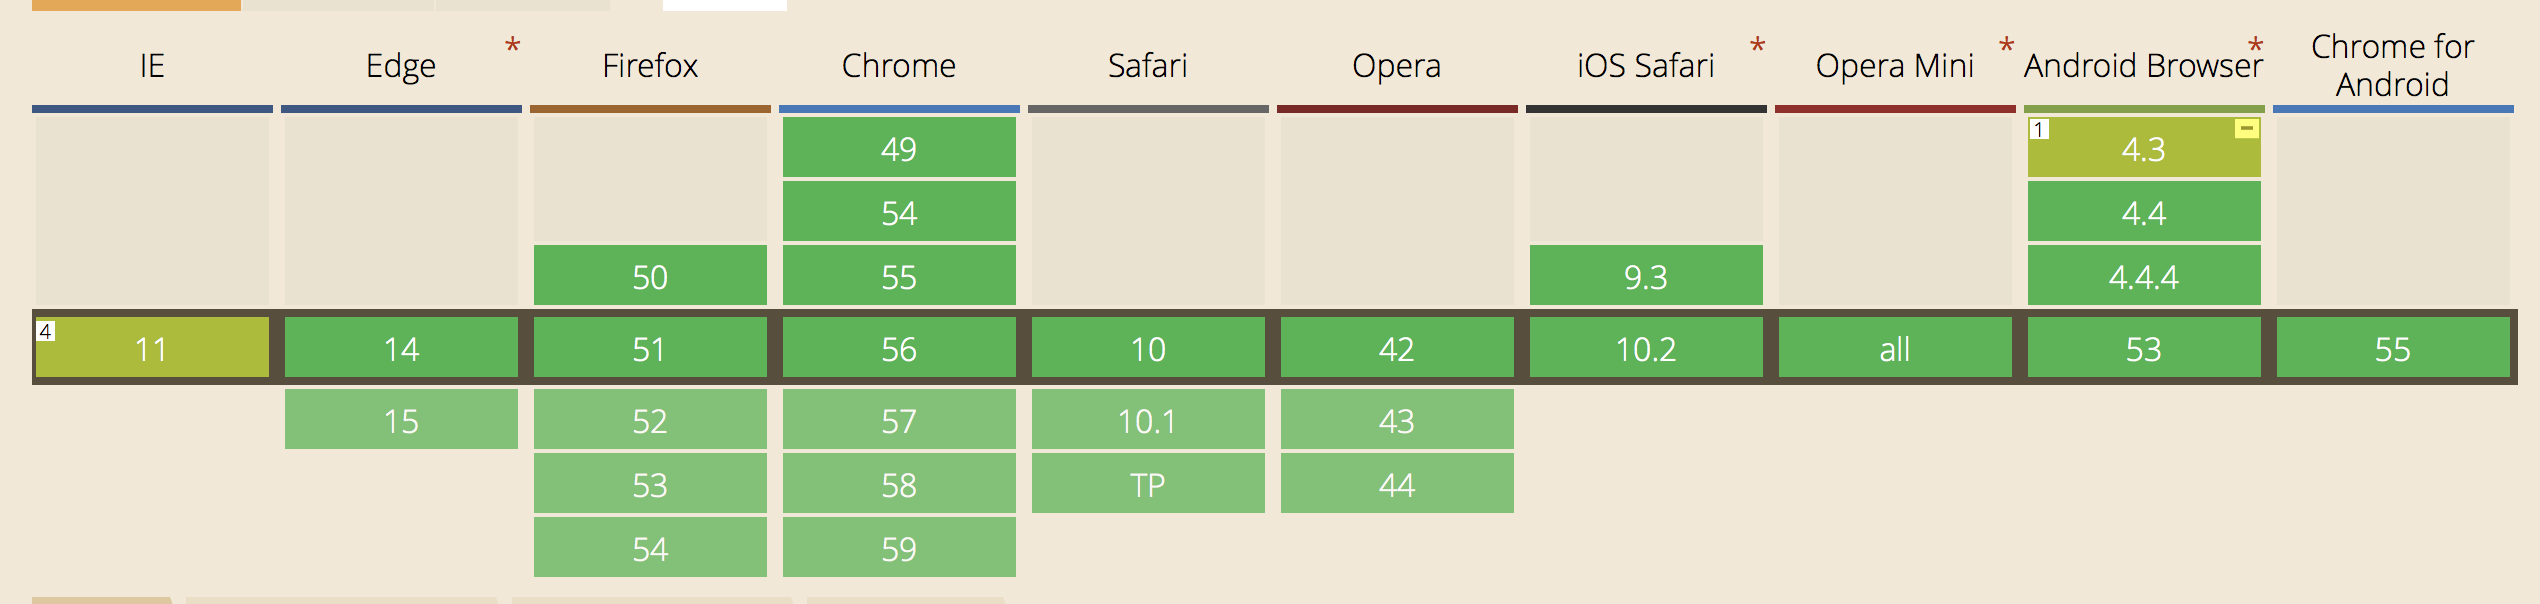 IE Edge * Firefox Chrome Safari Opera iOS Safari * Opera Mini * Android Browser * Chrome for Android
49 1 4.3 -
54 4.4
50 55 9.3 4.4.4
4 11 14 51 56 10 42 10.2 all 53 55
15 52 57 10.1 43
53 58 TP 44
54 59